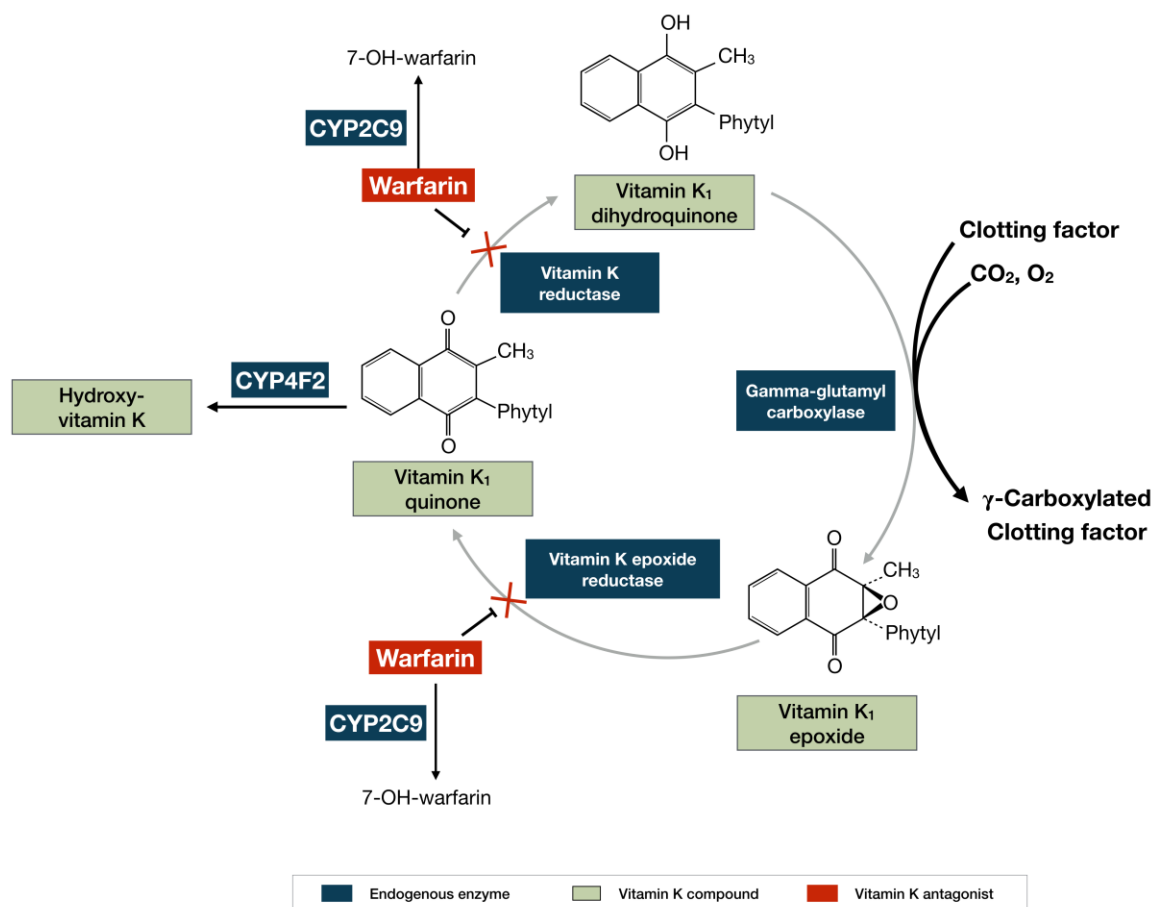 OH
7-OH-warfarin
CH₃
CYP2C9
Phytyl
OH
Warfarin
Vitamin K₁
dihydroquinone
Clotting factor
CO₂, O₂
Vitamin K
reductase
O
CH₃
CYP4F2
Hydroxy-
vitamin K
Phytyl
O
Gamma-glutamyl
carboxylase
Vitamin K₁
quinone
γ-Carboxylated
Clotting factor
O
Vitamin K epoxide
reductase
CH₃
O
Phytyl
O
Warfarin
CYP2C9
Vitamin K₁
epoxide
7-OH-warfarin
Endogenous enzyme
Vitamin K compound
Vitamin K antagonist